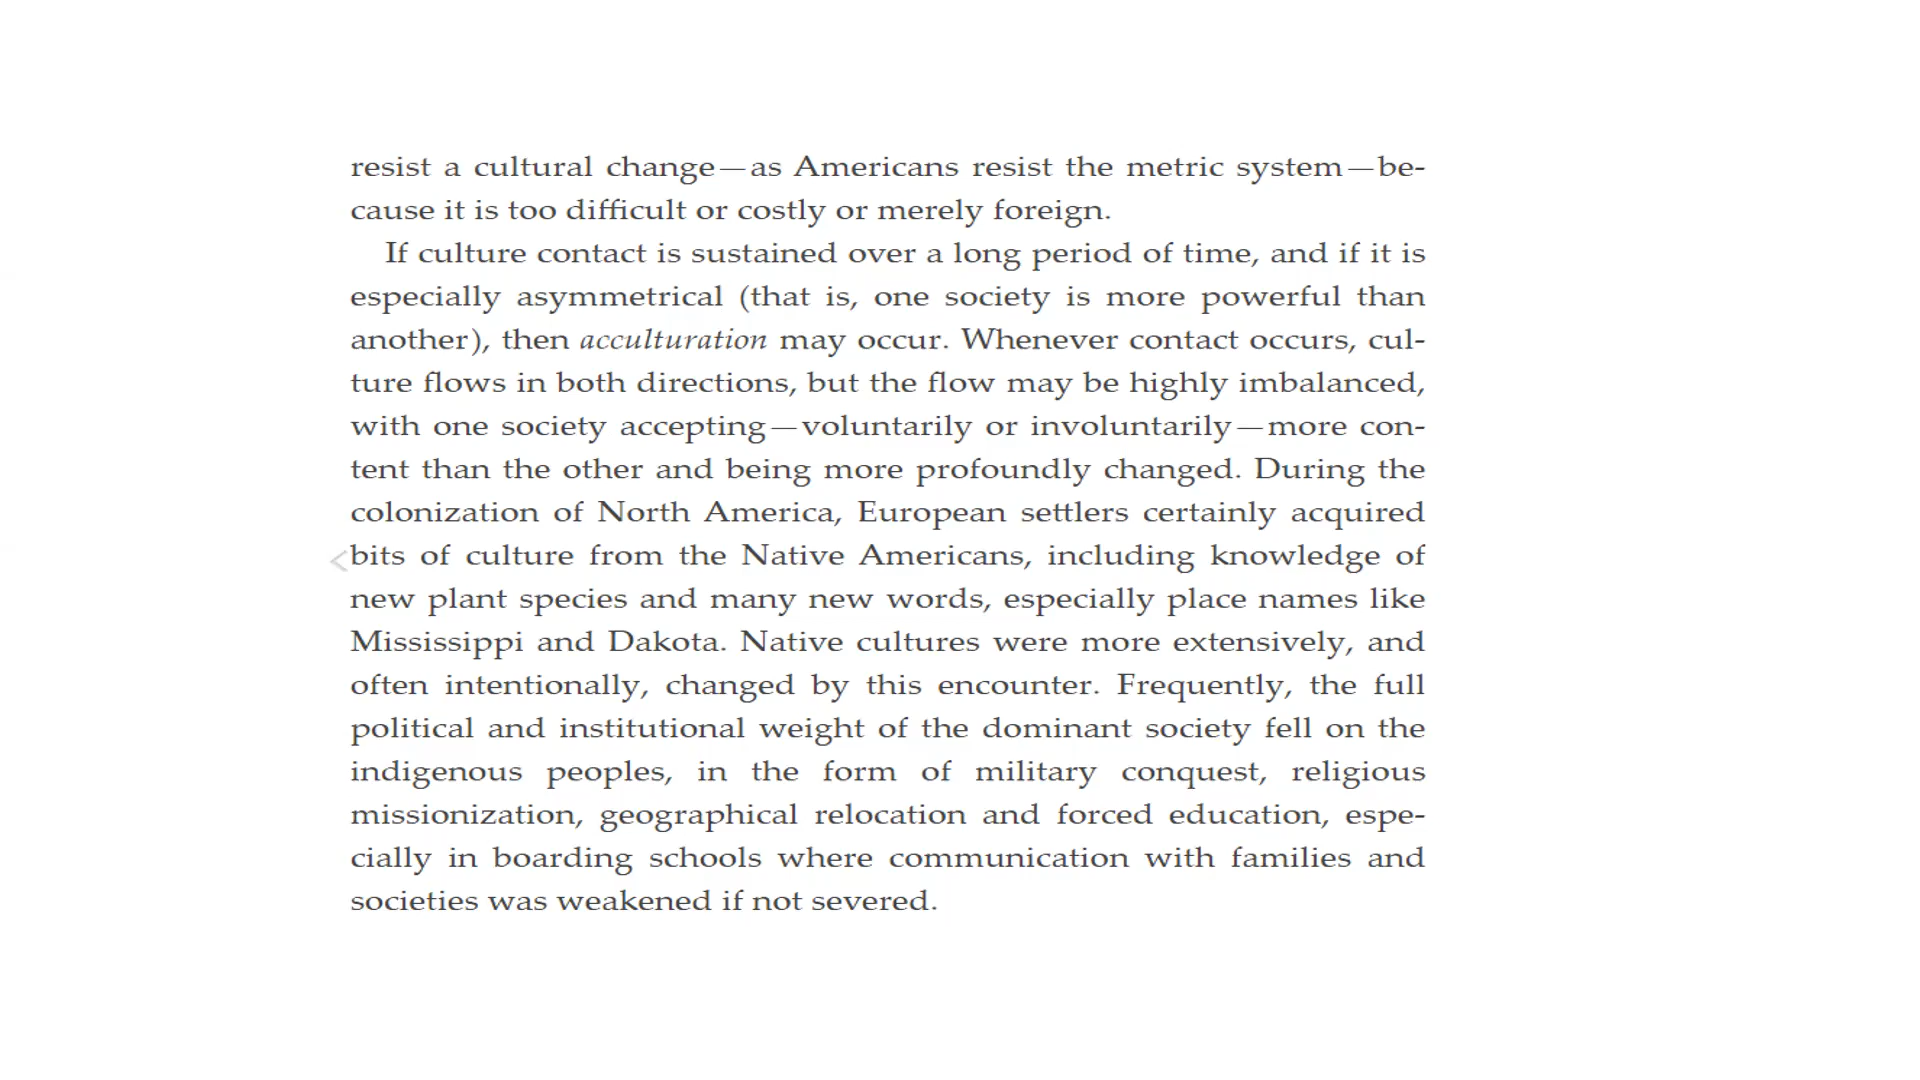 resist a cultural change—as Americans resist the metric system—be-
cause it is too difficult or costly or merely foreign.
If culture contact is sustained over a long period of time, and if it is
especially asymmetrical (that is, one society is more powerful than
another), then acculturation may occur. Whenever contact occurs, cul-
ture flows in both directions, but the flow may be highly imbalanced,
with one society accepting—voluntarily or involuntarily—more con-
tent than the other and being more profoundly changed. During the
colonization of North America, European settlers certainly acquired
bits of culture from the Native Americans, including knowledge of
new plant species and many new words, especially place names like
Mississippi and Dakota. Native cultures were more extensively, and
often intentionally, changed by this encounter. Frequently, the full
political and institutional weight of the dominant society fell on the
indigenous peoples, in the form of military conquest, religious
missionization, geographical relocation and forced education, espe-
cially in boarding schools where communication with families and
societies was weakened if not severed.